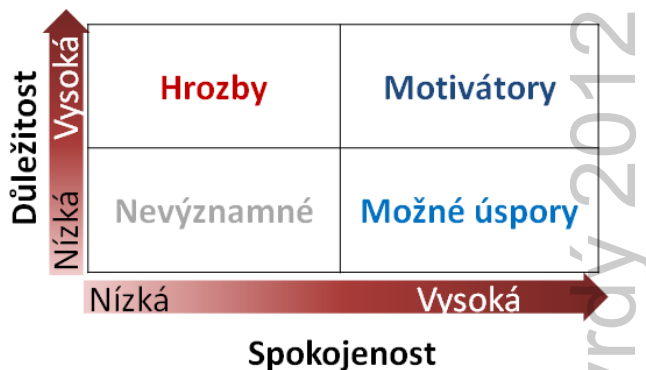 Důležitost
Vysoká
Nízká
Hrozby
Motivátory
Nevýznamné
Možné úspory
Nízká
Vysoká
Spokojenost
2012